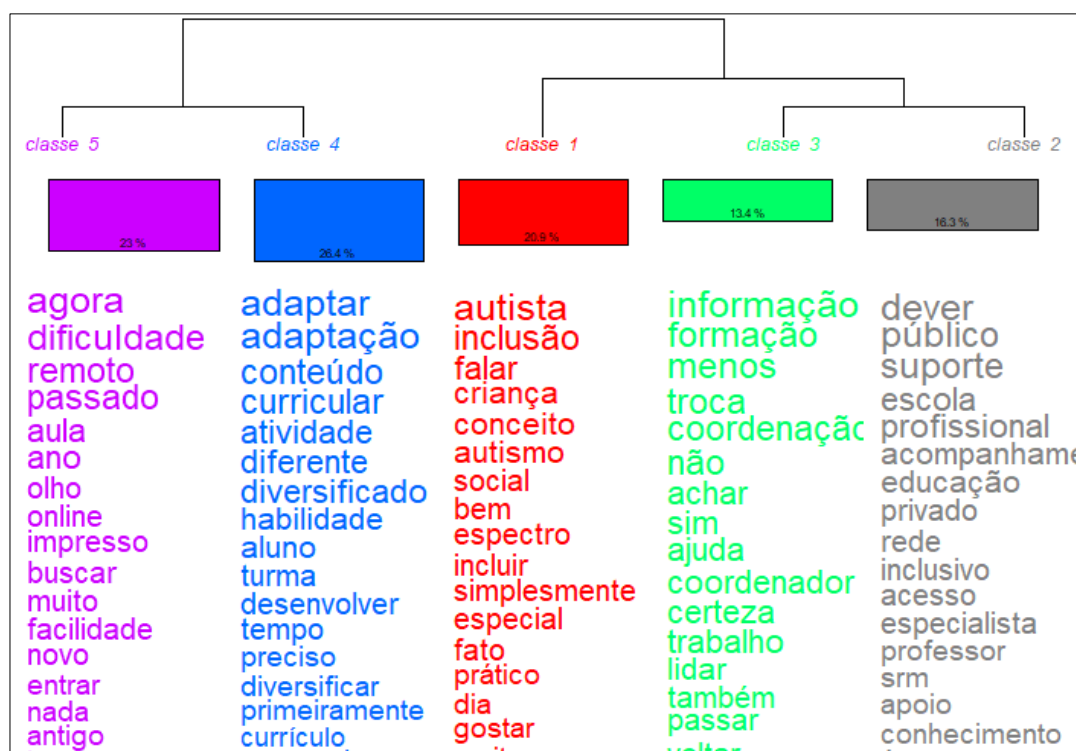 classe 5
classe 4
classe 1
classe 3
classe 2
23 %
26.4 %
20.9 %
13.4 %
16.3 %
agora
dificuldade
remoto
passado
aula
ano
olho
online
impresso
buscar
muito
facilidade
novo
entrar
nada
antigo
adaptar
adaptação
conteúdo
curricular
atividade
diferente
diversificado
habilidade
aluno
turma
desenvolver
tempo
preciso
diversificar
primeiramente
currículo
autista
inclusão
falar
criança
conceito
autismo
social
bem
espectro
incluir
simplesmente
especial
fato
prático
dia
gostar
informação
formação
menos
troca
coordenação
não
achar
sim
ajuda
coordenador
certeza
trabalho
lidar
também
passar
dever
público
suporte
escola
profissional
acompanhame
educação
privado
rede
inclusivo
acesso
especialista
professor
srm
apoio
conhecimento